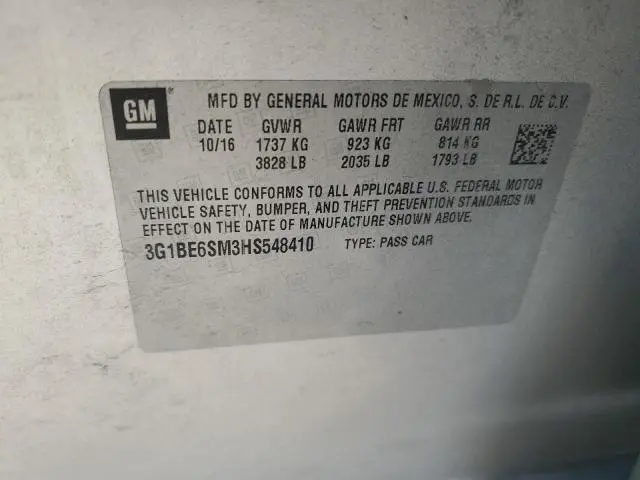 GM
MFD BY GENERAL MOTORS DE MEXICO, S. DE R.L. DE C.V.
DATE GVWR GAWR FRT GAWR RR
10/16 1737 KG 923 KG 814 KG
3828 LB 2035 LB 1793 LB
THIS VEHICLE CONFORMS TO ALL APPLICABLE U.S. FEDERAL MOTOR
VEHICLE SAFETY, BUMPER, AND THEFT PREVENTION STANDARDS IN
EFFECT ON THE DATE OF MANUFACTURE SHOWN ABOVE.
3G1BE6SM3HS548410 TYPE: PASS CAR